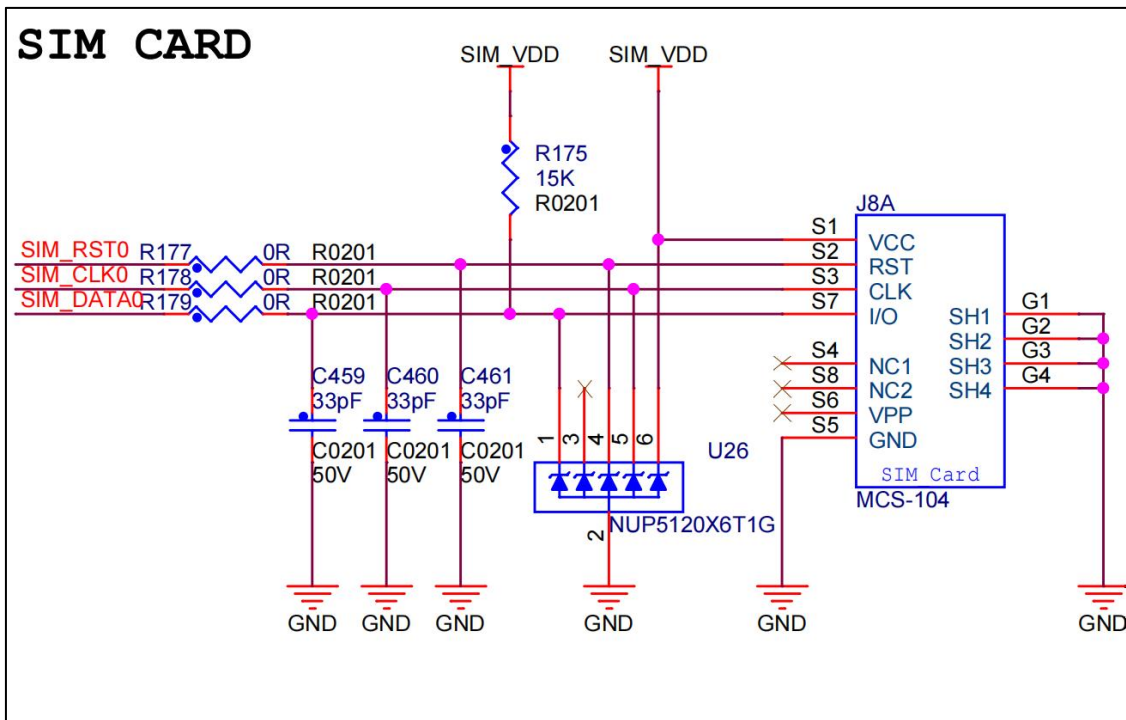 SIM CARD
SIM_VDD
SIM_VDD
R175
15K
R0201
J8A
SIM_RST0
R177
0R
R0201
S1
VCC
SIM_CLK0
R178
0R
R0201
S2
RST
SIM_DATA0
R179
0R
R0201
S3
CLK
S7
I/O
SH1
G1
SH2
G2
SH3
G3
SH4
G4
S4
NC1
S8
NC2
S6
VPP
S5
GND
SIM_Card
MCS-104
C459
33pF
C0201
50V
C460
33pF
C0201
50V
C461
33pF
C0201
50V
1
3
4
5
6
U26
NUP5120X6T1G
2
GND
GND
GND
GND
GND
GND